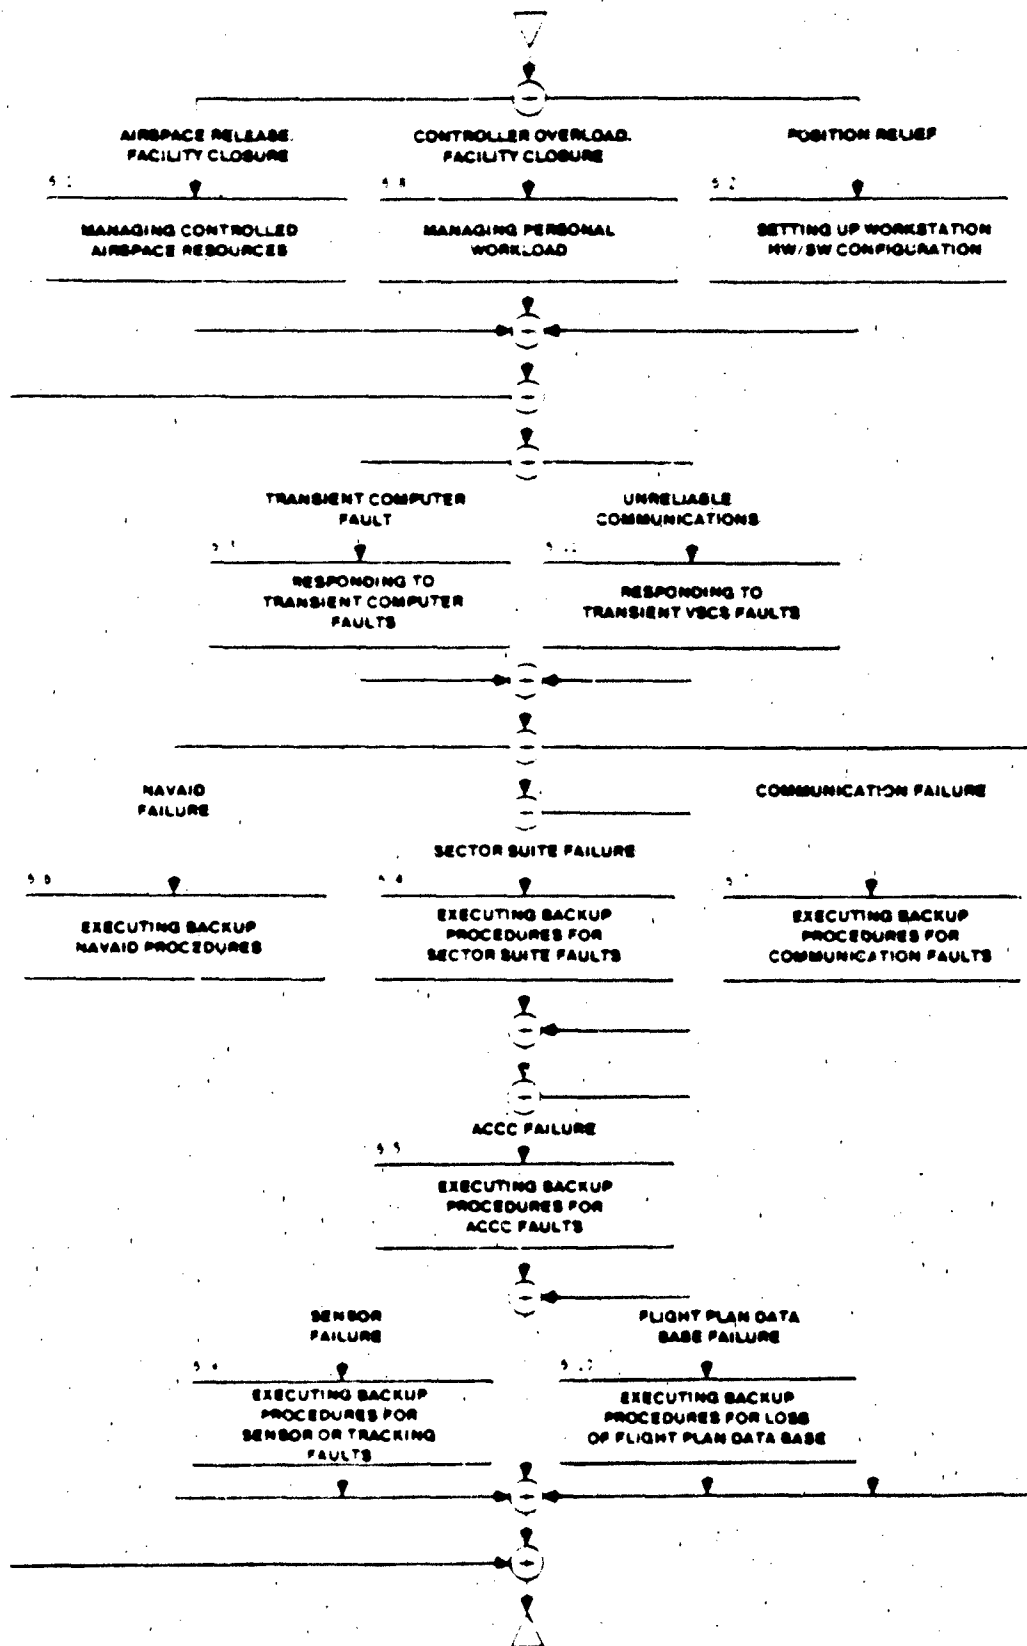 AIRSPACE RELEASE.
FACILITY CLOSURE
CONTROLLER OVERLOAD.
FACILITY CLOSURE
POSITION RELIEF
MANAGING CONTROLLED
AIRSPACE RESOURCES
MANAGING PERSONAL
WORKLOAD
SETTING UP WORKSTATION
HW/SW CONFIGURATION
TRANSIENT COMPUTER
FAULT
UNRELIABLE
COMMUNICATIONS
RESPONDING TO
TRANSIENT COMPUTER
FAULTS
RESPONDING TO
TRANSIENT VSCS FAULTS
NAVAID
FAILURE
COMMUNICATION FAILURE
SECTOR SUITE FAILURE
EXECUTING BACKUP
NAVAID PROCEDURES
EXECUTING BACKUP
PROCEDURES FOR
SECTOR SUITE FAULTS
EXECUTING BACKUP
PROCEDURES FOR
COMMUNICATION FAULTS
ACCC FAILURE
EXECUTING BACKUP
PROCEDURES FOR
ACCC FAULTS
SENSOR
FAILURE
FLIGHT PLAN DATA
BASE FAILURE
EXECUTING BACKUP
PROCEDURES FOR
SENSOR OR TRACKING
FAULTS
EXECUTING BACKUP
PROCEDURES FOR LOSS
OF FLIGHT PLAN DATA BASE